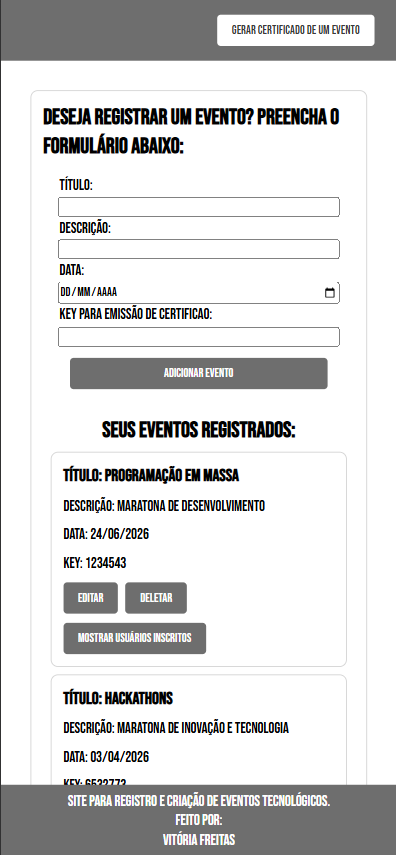 GERAR CERTIFICADO DE UM EVENTO
DESEJA REGISTRAR UM EVENTO? PREENCHA O
FORMULÁRIO ABAIXO:
TÍTULO:
DESCRIÇÃO:
DATA:
DD/MM/AAAA
KEY PARA EMISSÃO DE CERTIFICAO:
ADICIONAR EVENTO
SEUS EVENTOS REGISTRADOS:
TÍTULO: PROGRAMAÇÃO EM MASSA
DESCRIÇÃO: MARATONA DE DESENVOLVIMENTO
DATA: 24/06/2026
KEY: 1234543
EDITAR DELETAR
MOSTRAR USUÁRIOS INSCRITOS
TÍTULO: HACKATHONS
DESCRIÇÃO: MARATONA DE INOVAÇÃO E TECNOLOGIA
DATA: 03/04/2026
KEY:
SITE PARA REGISTRO E CRIAÇÃO DE EVENTOS TECNOLÓGICOS.
FEITO POR:
VITÓRIA FREITAS